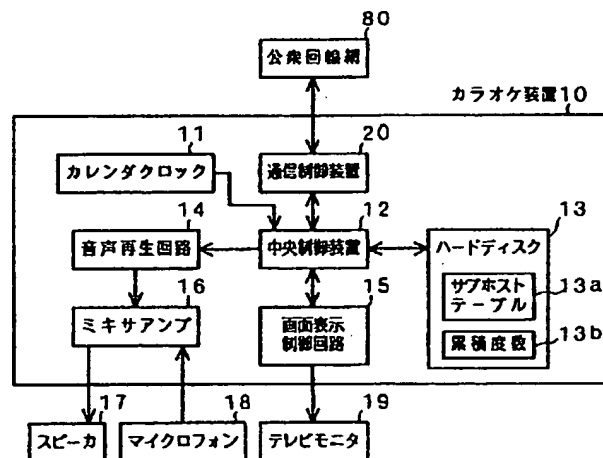 80
公衆回線網
カラオケ装置10
11
カレンダクロック
20
通信制御装置
14
音声再生回路
12
中央制御装置
13
ハードディスク
サブホスト
テーブル
13a
累積度数
13b
16
ミキサアンプ
15
画面表示
制御回路
17
スピーカ
18
マイクロフォン
19
テレビモニタ